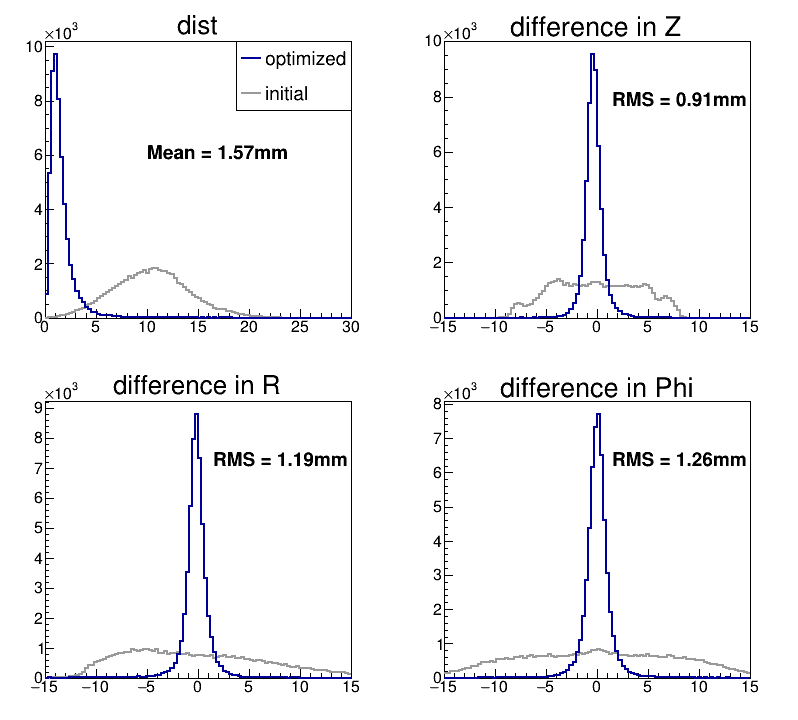 dist
×10³
10
8
6
4
2
0
optimized
initial
Mean = 1.57mm
0 5 10 15 20 25 30
difference in Z
×10³
10
8
6
4
2
0
RMS = 0.91mm
−15 −10 −5 0 5 10 15
difference in R
×10³
9
8
7
6
5
4
3
2
1
0
RMS = 1.19mm
−15 −10 −5 0 5 10 15
difference in Phi
×10³
8
7
6
5
4
3
2
1
0
RMS = 1.26mm
−15 −10 −5 0 5 10 15